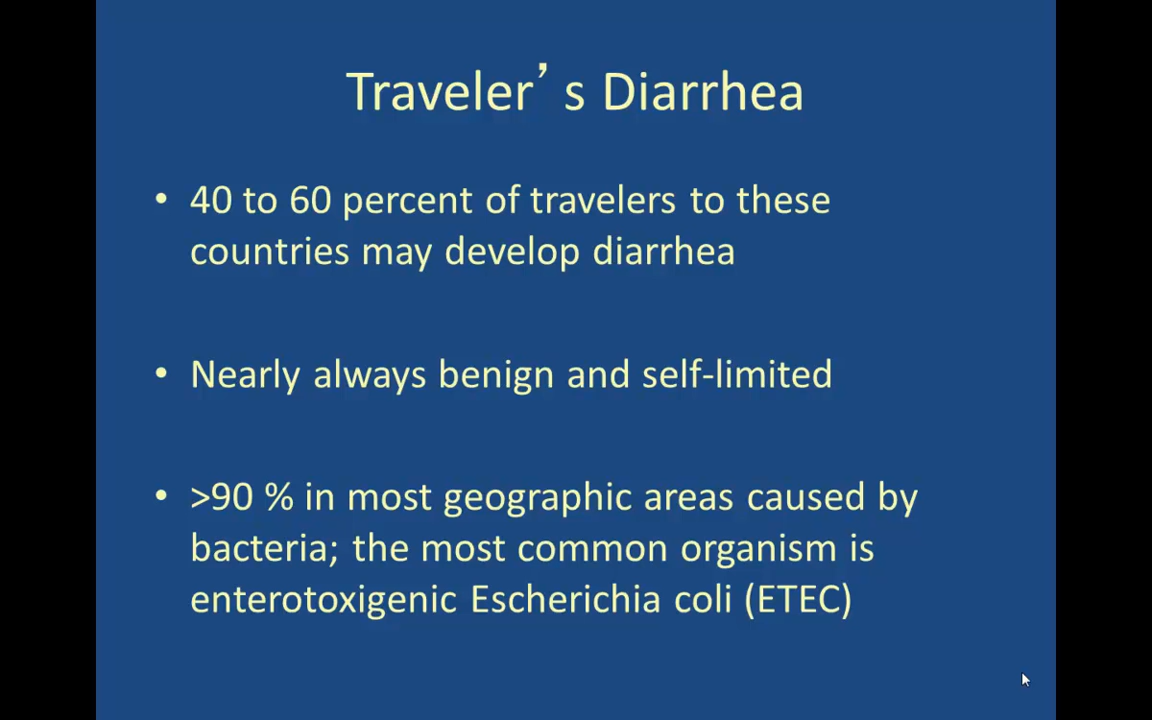 Traveler’s Diarrhea
• 40 to 60 percent of travelers to these
countries may develop diarrhea
• Nearly always benign and self-limited
• >90 % in most geographic areas caused by
bacteria; the most common organism is
enterotoxigenic Escherichia coli (ETEC)